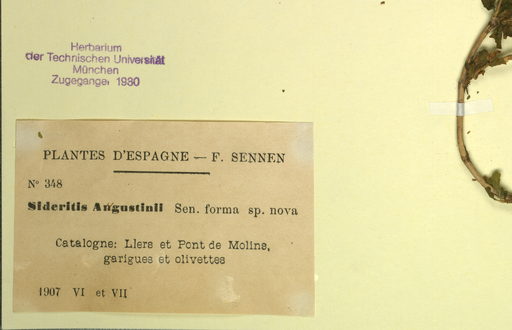 Herbarium
der Technischen Universität
München
Zugegangen 1980
PLANTES D'ESPAGNE — F. SENNEN
N° 348
Sideritis Augustinii Sen. forma sp. nova
Catalogne: Llers et Pont de Molins,
garigues et olivettes
1907 VI et VII